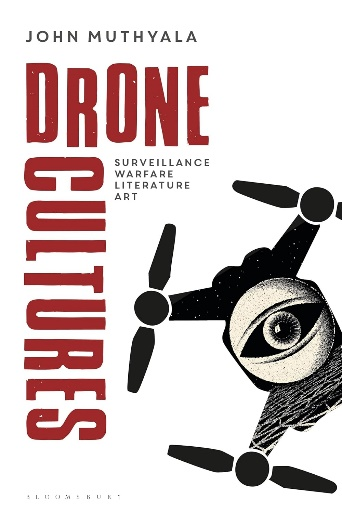 JOHN MUTHYALA
DRONE
CULTURES
SURVEILLANCE
WARFARE
LITERATURE
ART
BLOOMSBURY